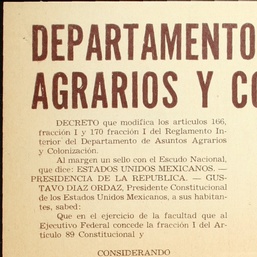 DEPARTAMENTO
AGRARIOS Y CO
DECRETO que modifica los artículos 166,
fracción I y 170 fracción I del Reglamento In-
terior del Departamento de Asuntos Agrarios
y Colonización.
Al margen un sello con el Escudo Nacional,
que dice: ESTADOS UNIDOS MEXICANOS. —
PRESIDENCIA DE LA REPUBLICA. — GUS-
TAVO DIAZ ORDAZ, Presidente Constitucional
de los Estados Unidos Mexicanos, a sus habitan-
tes, sabed:
Que en el ejercicio de la facultad que al
Ejecutivo Federal concede la fracción I del Ar-
tículo 89 Constitucional y
CONSIDERANDO